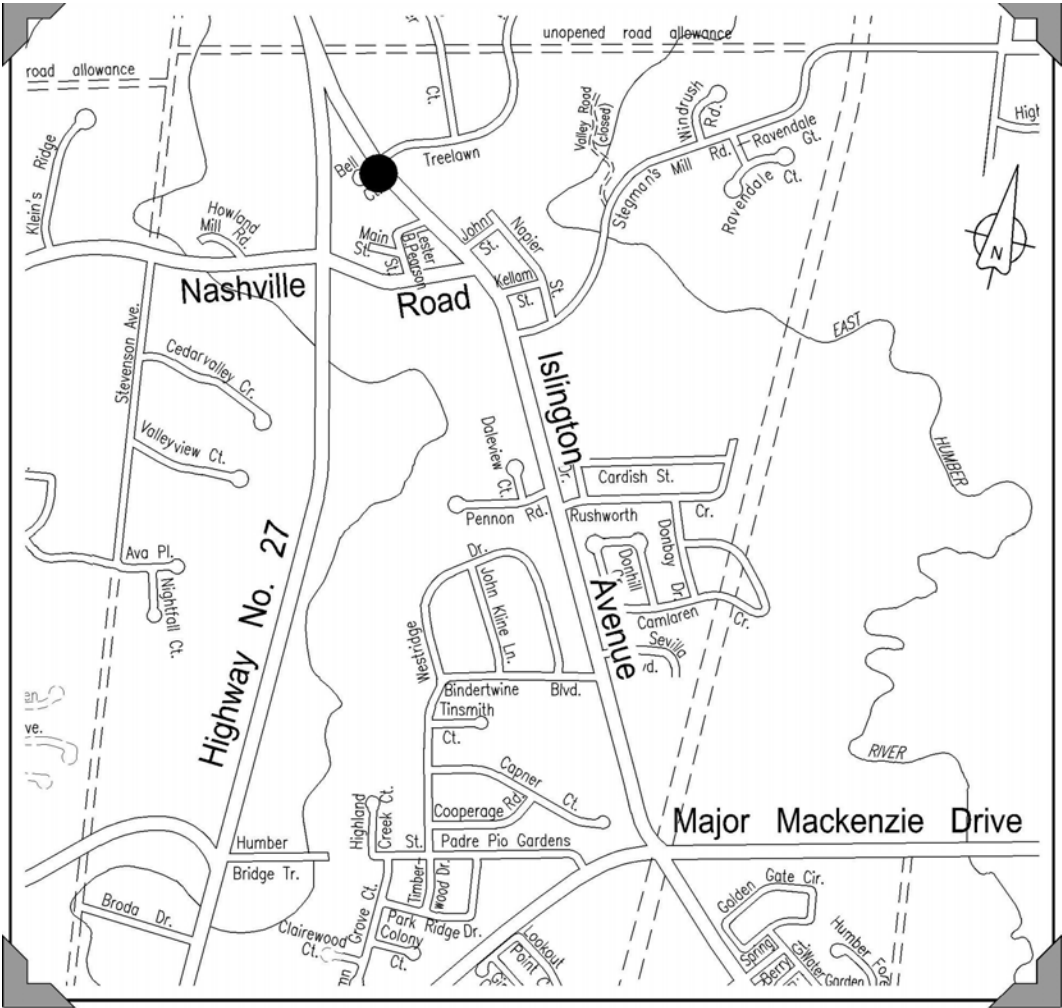 unopened road allowance
road allowance
Ct.
Valley Road
(closed)
Windrush
Rd.
Klein's Ridge
Bell
Treelawn
Stegman's Mill Rd.
Ravendale
Gt.
Ravendale Ct.
Howland
Mill Rd.
Main
St.
Lester
B.Pearson
St.
John
St.
Napier
St.
Kellam
St.
N
Nashville Road
Islington Avenue
EAST
HUMBER
RIVER
Stevenson Ave.
Cedarvalley Cr.
Valleyview Ct.
Daleview
Ct.
Pennon Rd.
Dr.
Cardish St.
Rushworth Cr.
Donbay
Dr.
Donhill
Camlaren
Cr.
Sevilla
Ava Pl.
Nightfall Ct.
Highway No. 27
Westridge
Dr.
John Kline Ln.
Bindertwine Blvd.
Tinsmith
Ct.
Capner
Ct.
Cooperage Rd.
Highland
Creek Ct.
St.
Padre Pio Gardens
Major Mackenzie Drive
Humber
Bridge Tr.
Timber-
wood Dr.
Broda Dr.
Grove Ct.
Park Ridge Dr.
Clairewood
Ct.
Colony
Ct.
Lookout
Point
Golden Gate Cir.
Spring
Berry
Water
Garden
Humber
ve.